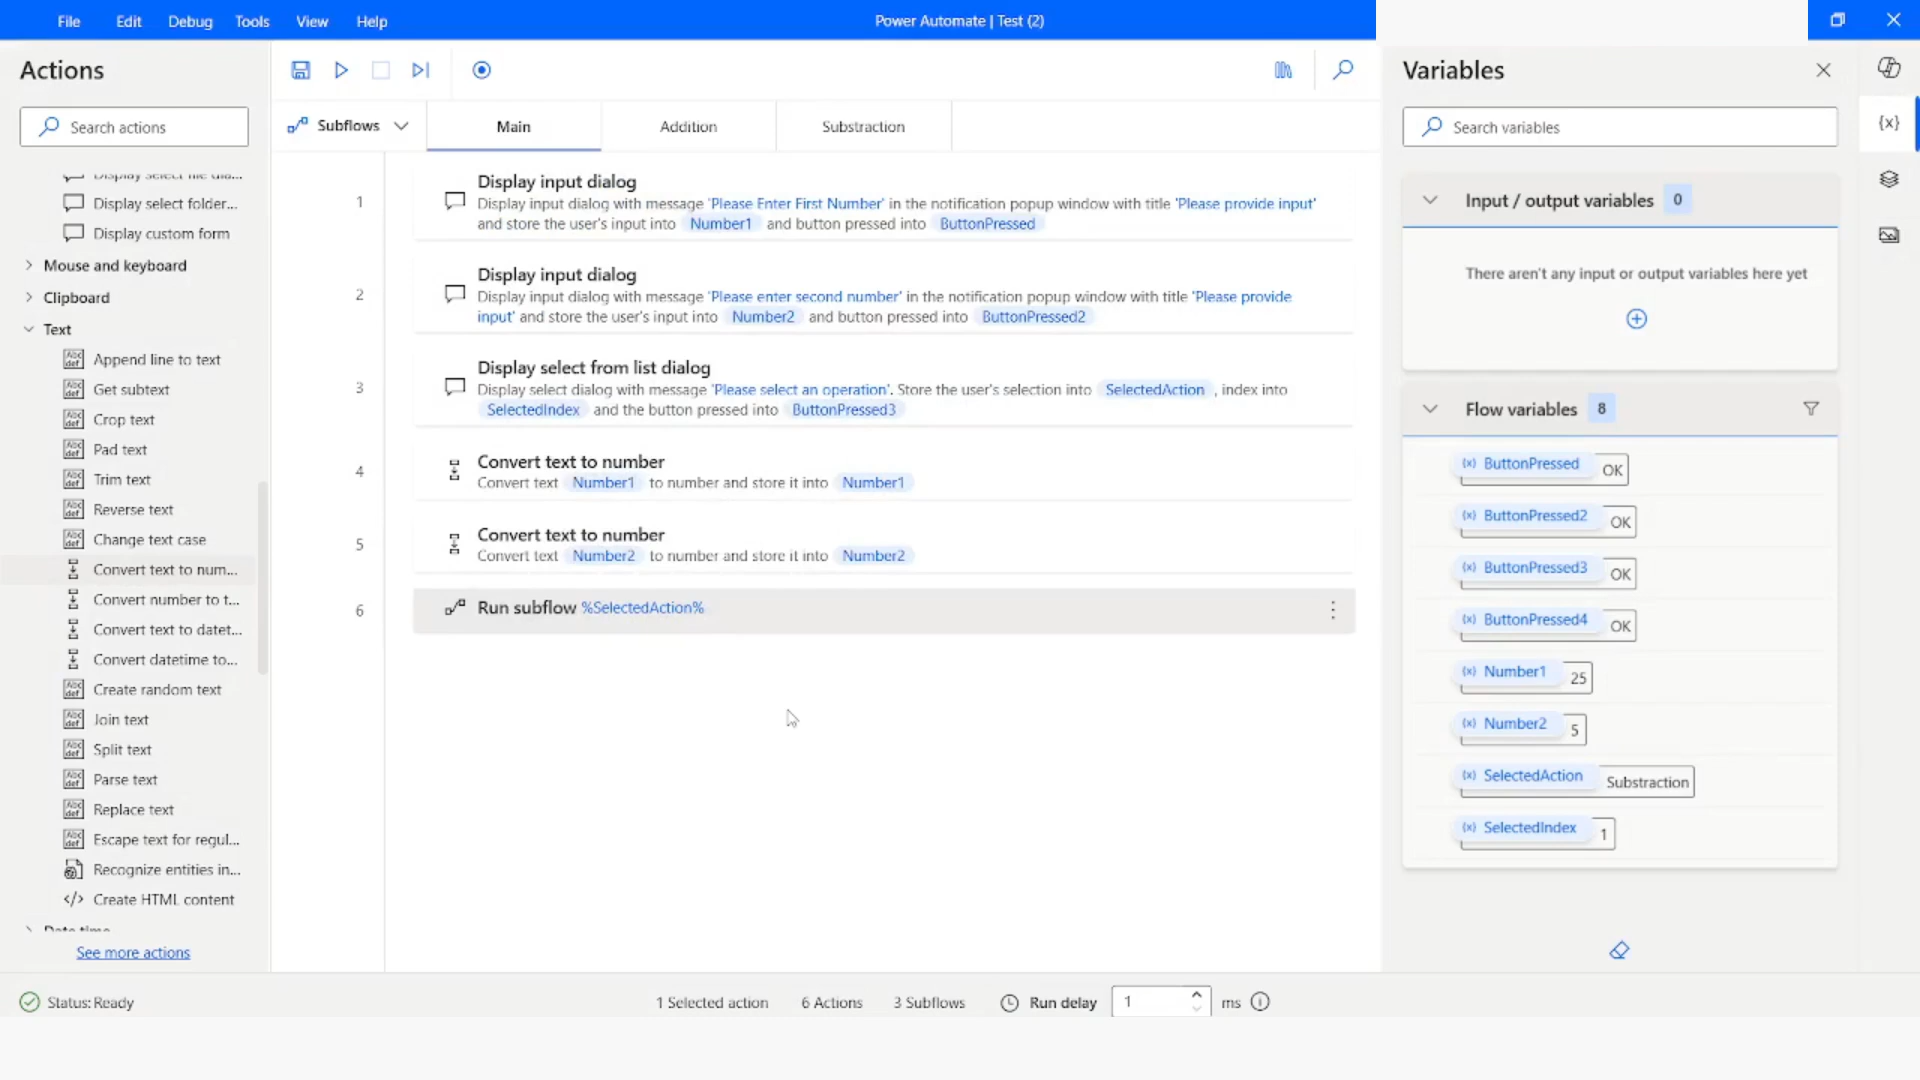 File Edit Debug Tools View Help
Power Automate | Test (2)
Actions
Search actions
Display select folder...
Display custom form
Mouse and keyboard
Clipboard
Text
Append line to text
Get subtext
Crop text
Pad text
Trim text
Reverse text
Change text case
Convert text to num...
Convert number to t...
Convert text to datet...
Convert datetime to...
Create random text
Join text
Split text
Parse text
Replace text
Escape text for regul...
Recognize entities in...
Create HTML content
See more actions
Subflows
Main
Addition
Substraction
1
Display input dialog
Display input dialog with message 'Please Enter First Number' in the notification popup window with title 'Please provide input'
and store the user's input into Number1 and button pressed into ButtonPressed
2
Display input dialog
Display input dialog with message 'Please enter second number' in the notification popup window with title 'Please provide
input' and store the user's input into Number2 and button pressed into ButtonPressed2
3
Display select from list dialog
Display select dialog with message 'Please select an operation'. Store the user's selection into SelectedAction , index into
SelectedIndex and the button pressed into ButtonPressed3
4
Convert text to number
Convert text Number1 to number and store it into Number1
5
Convert text to number
Convert text Number2 to number and store it into Number2
6
Run subflow %SelectedAction%
Variables
Search variables
Input / output variables 0
There aren't any input or output variables here yet
Flow variables 8
{x} ButtonPressed OK
{x} ButtonPressed2 OK
{x} ButtonPressed3 OK
{x} ButtonPressed4 OK
{x} Number1 25
{x} Number2 5
{x} SelectedAction Substraction
{x} SelectedIndex 1
{x}
Status: Ready
1 Selected action
6 Actions
3 Subflows
Run delay
1
ms